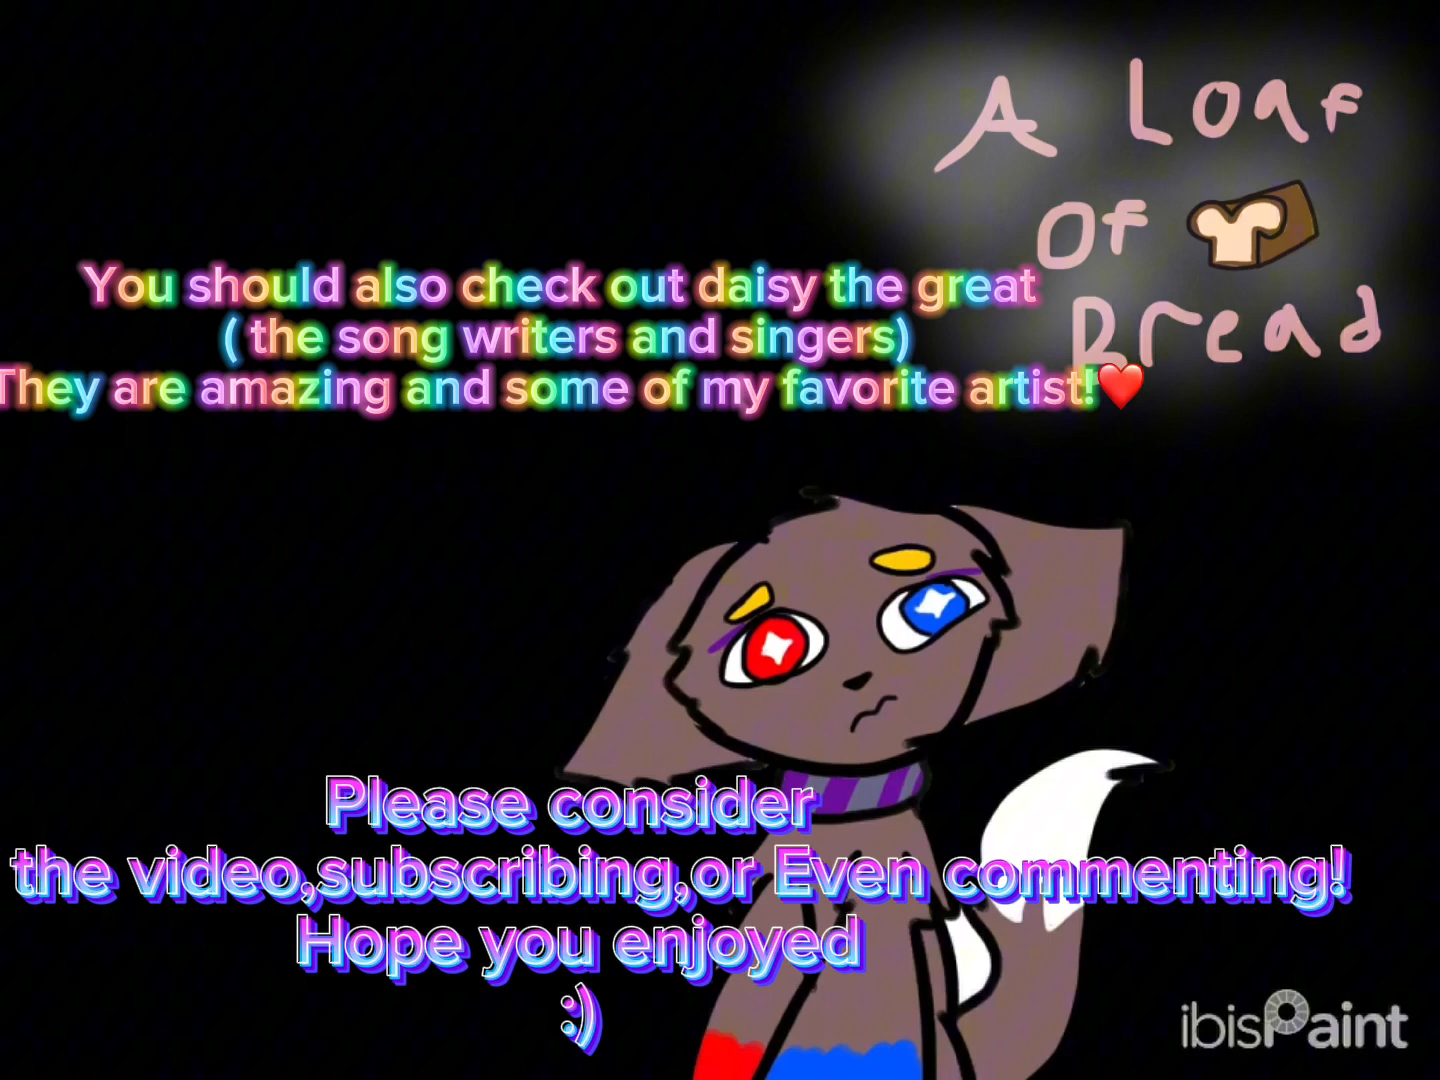 A Loaf
of
Bread
You should also check out daisy the great
( the song writers and singers)
They are amazing and some of my favorite artist!❤️
Please consider
the video,subscribing,or Even commenting!
Hope you enjoyed
:)
ibisPaint